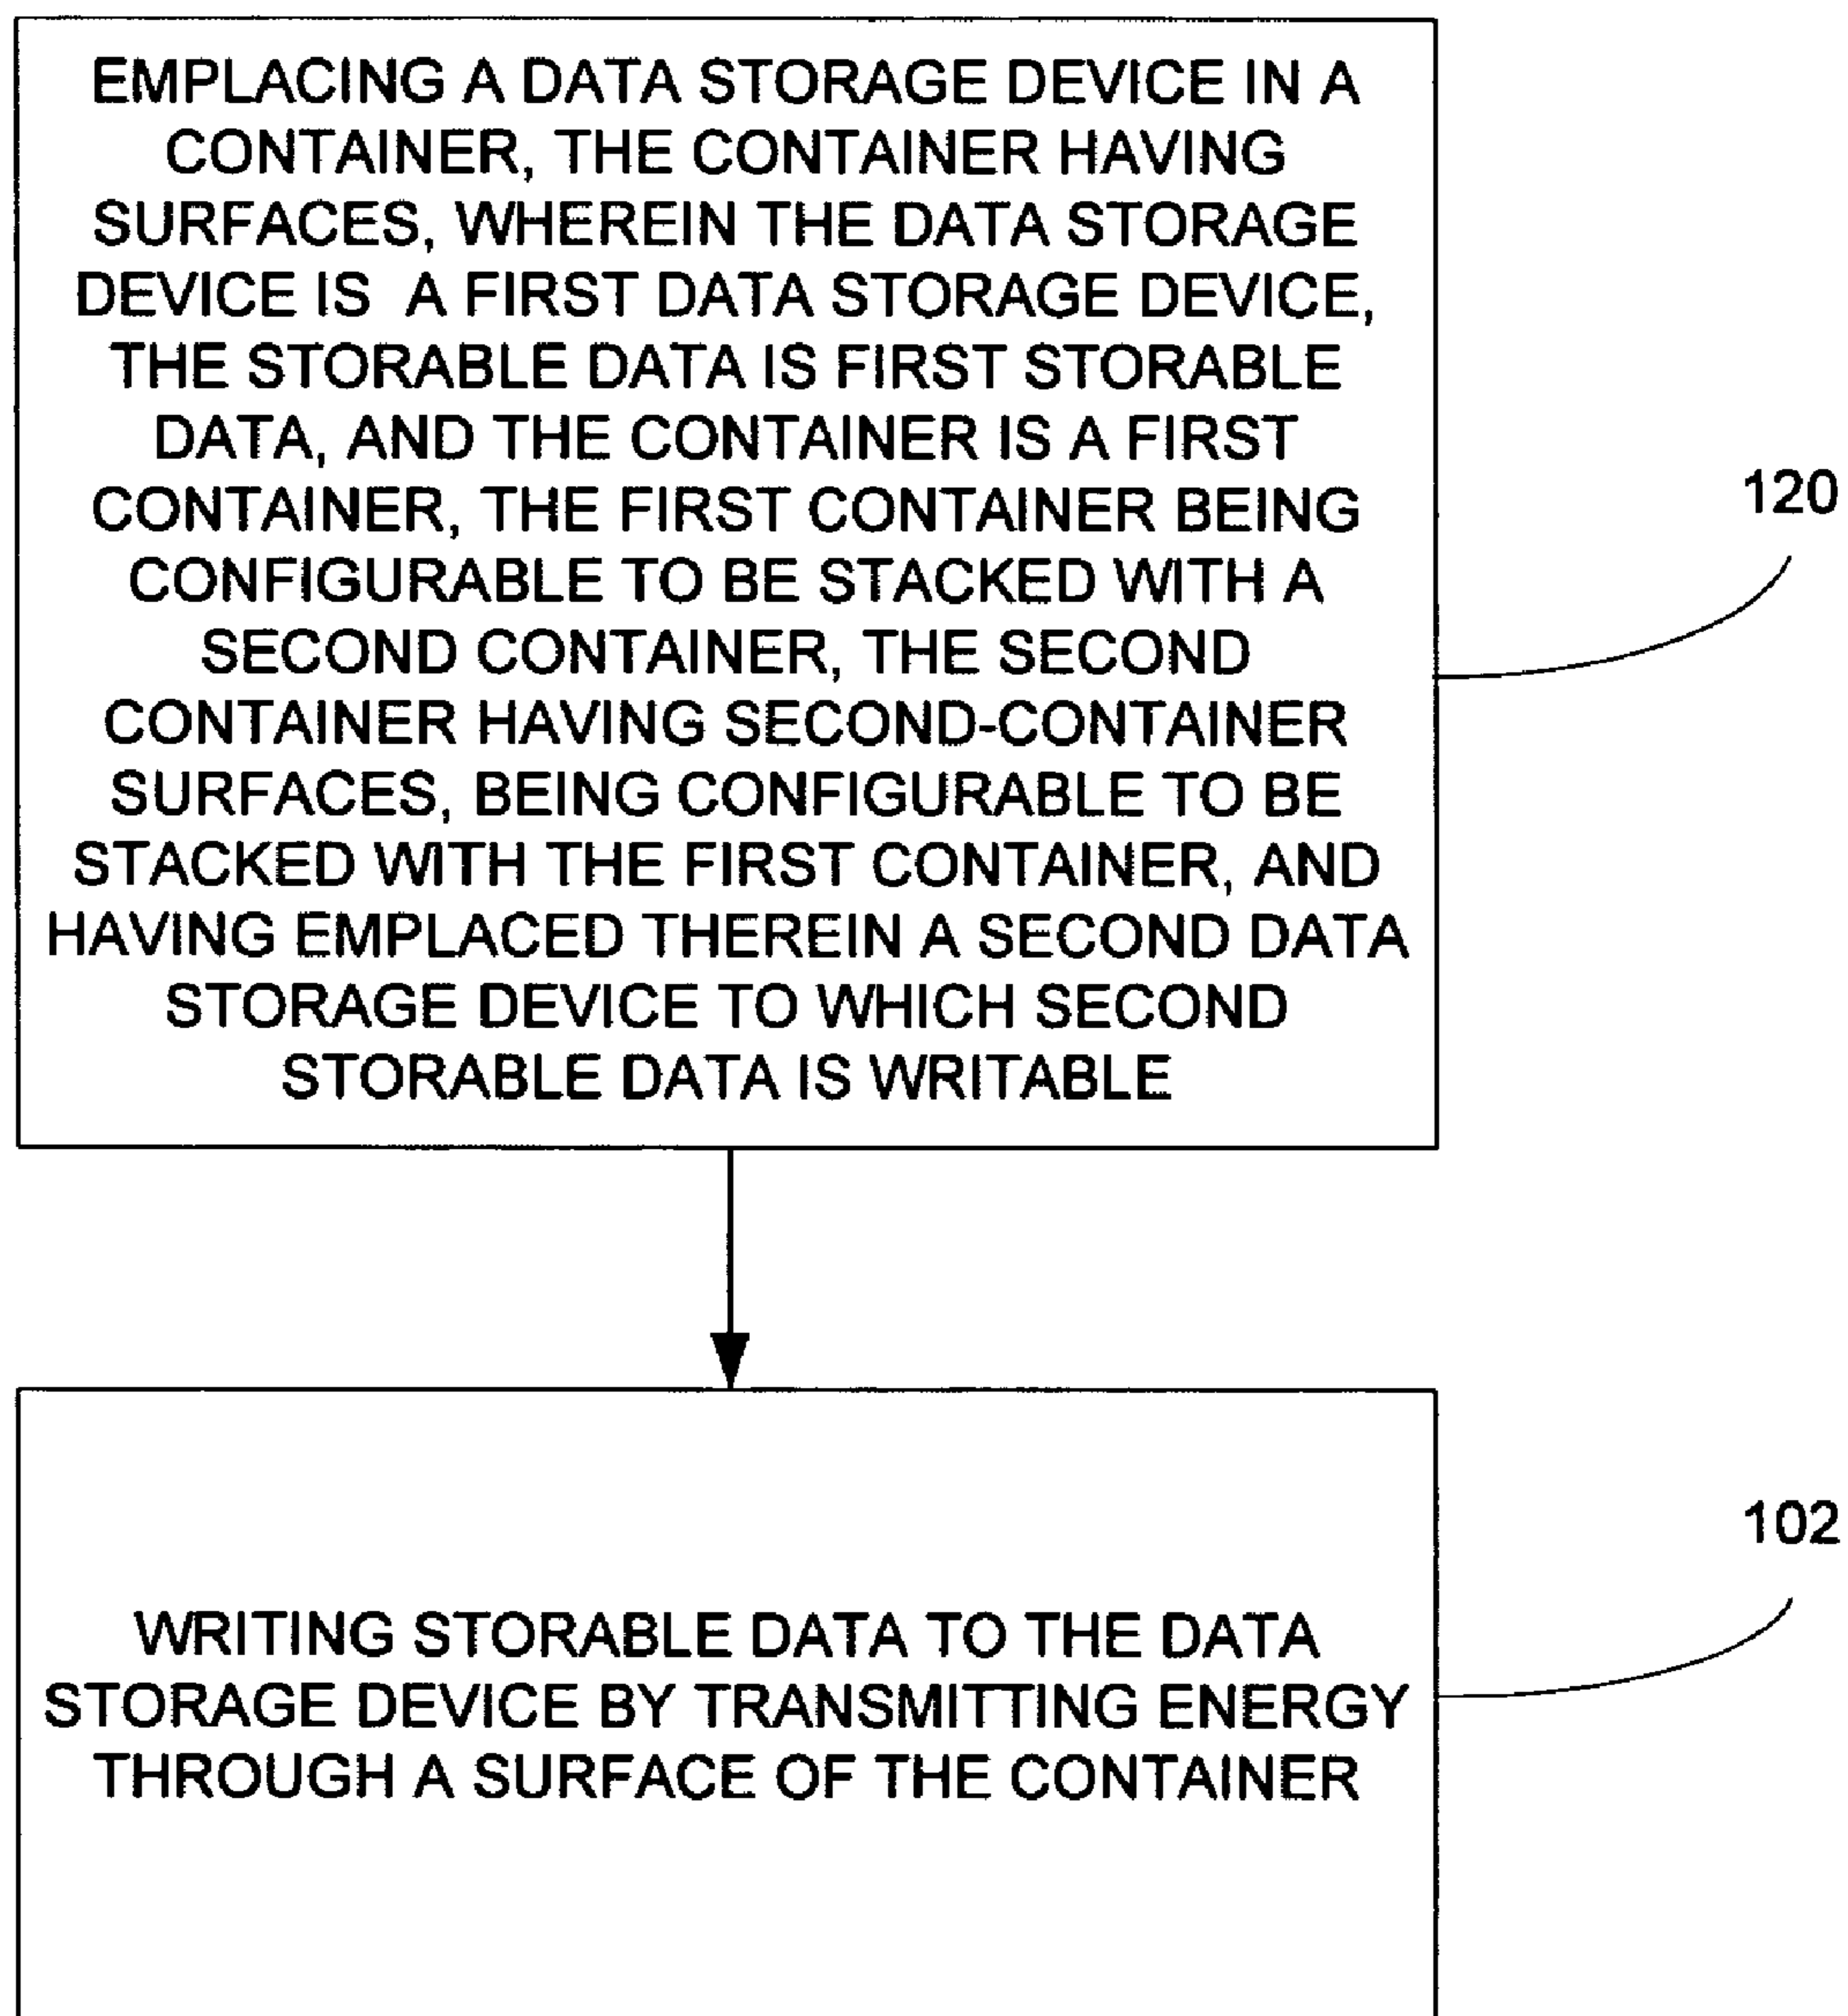 EMPLACING A DATA STORAGE DEVICE IN A
CONTAINER, THE CONTAINER HAVING
SURFACES, WHEREIN THE DATA STORAGE
DEVICE IS A FIRST DATA STORAGE DEVICE,
THE STORABLE DATA IS FIRST STORABLE
DATA, AND THE CONTAINER IS A FIRST
CONTAINER, THE FIRST CONTAINER BEING
CONFIGURABLE TO BE STACKED WITH A
SECOND CONTAINER, THE SECOND
CONTAINER HAVING SECOND-CONTAINER
SURFACES, BEING CONFIGURABLE TO BE
STACKED WITH THE FIRST CONTAINER, AND
HAVING EMPLACED THEREIN A SECOND DATA
STORAGE DEVICE TO WHICH SECOND
STORABLE DATA IS WRITABLE
120
WRITING STORABLE DATA TO THE DATA
STORAGE DEVICE BY TRANSMITTING ENERGY
THROUGH A SURFACE OF THE CONTAINER
102